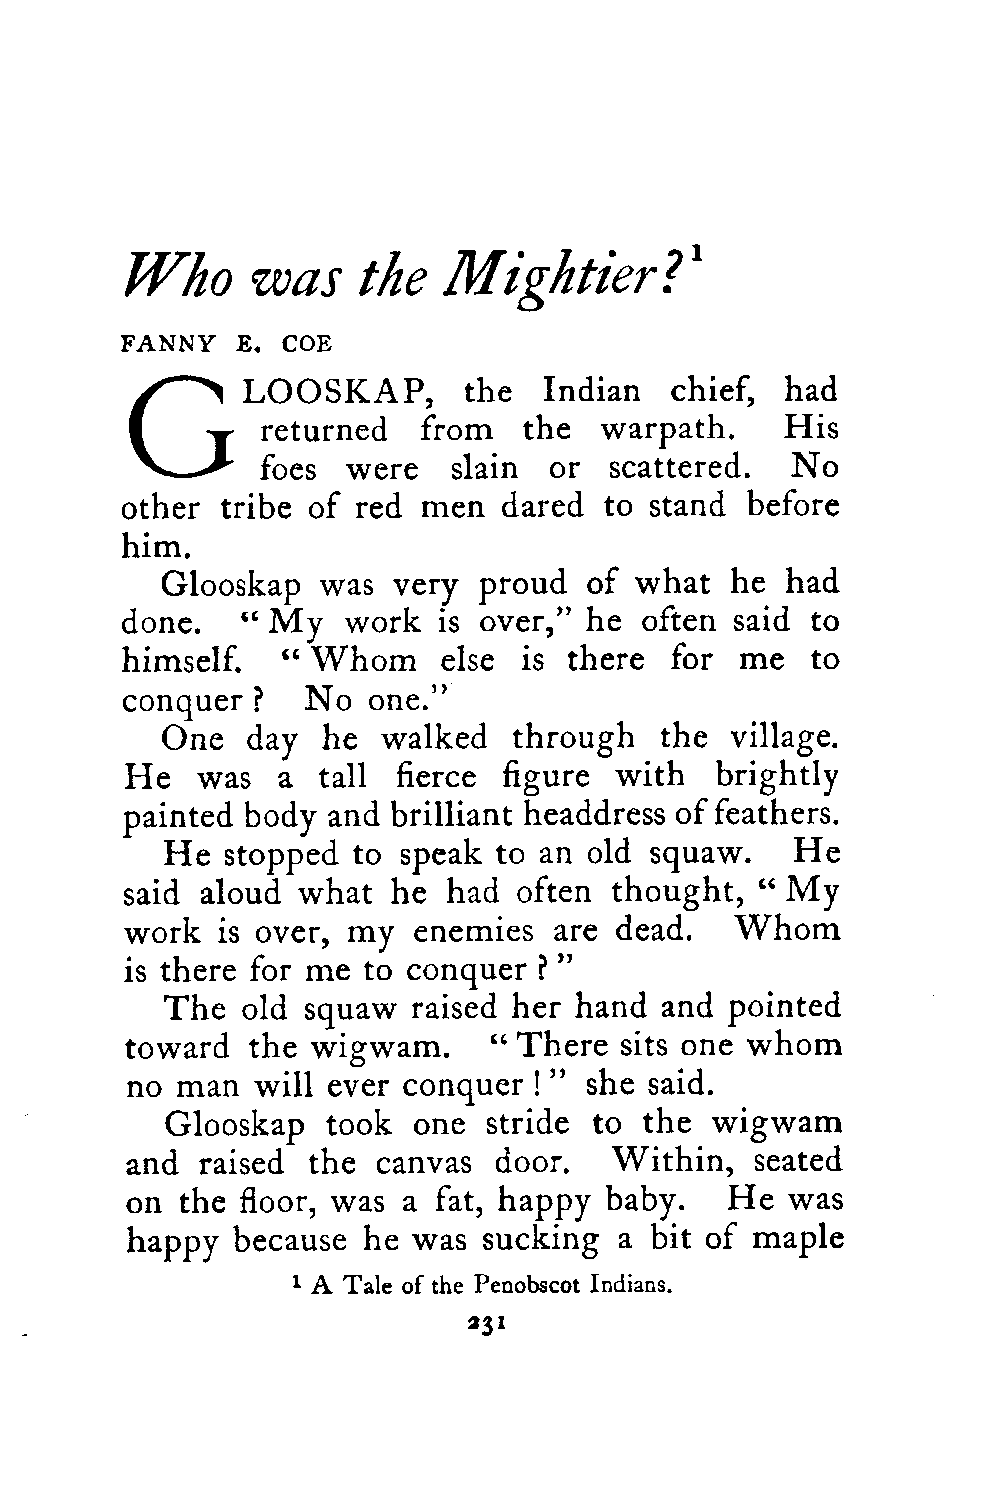 Who was the Mightier?¹
FANNY E. COE
GLOOSKAP, the Indian chief, had
returned from the warpath. His
foes were slain or scattered. No
other tribe of red men dared to stand before
him.
Glooskap was very proud of what he had
done. “My work is over,” he often said to
himself. “Whom else is there for me to
conquer? No one.”
One day he walked through the village.
He was a tall fierce figure with brightly
painted body and brilliant headdress of feathers.
He stopped to speak to an old squaw. He
said aloud what he had often thought, “My
work is over, my enemies are dead. Whom
is there for me to conquer?”
The old squaw raised her hand and pointed
toward the wigwam. “There sits one whom
no man will ever conquer!” she said.
Glooskap took one stride to the wigwam
and raised the canvas door. Within, seated
on the floor, was a fat, happy baby. He was
happy because he was sucking a bit of maple
¹ A Tale of the Penobscot Indians.
231